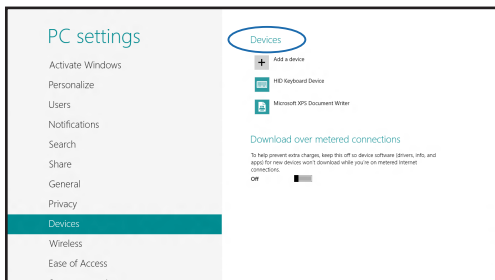 PC settings
Activate Windows
Personalize
Users
Notifications
Search
Share
General
Privacy
Devices
Wireless
Ease of Access
Devices
Add a device
HID Keyboard Device
Microsoft XPS Document Writer
Download over metered connections
To help prevent extra charges, keep this off so device software (drivers, info, and
apps) for new devices won't download while you're on metered Internet
connections.
Off